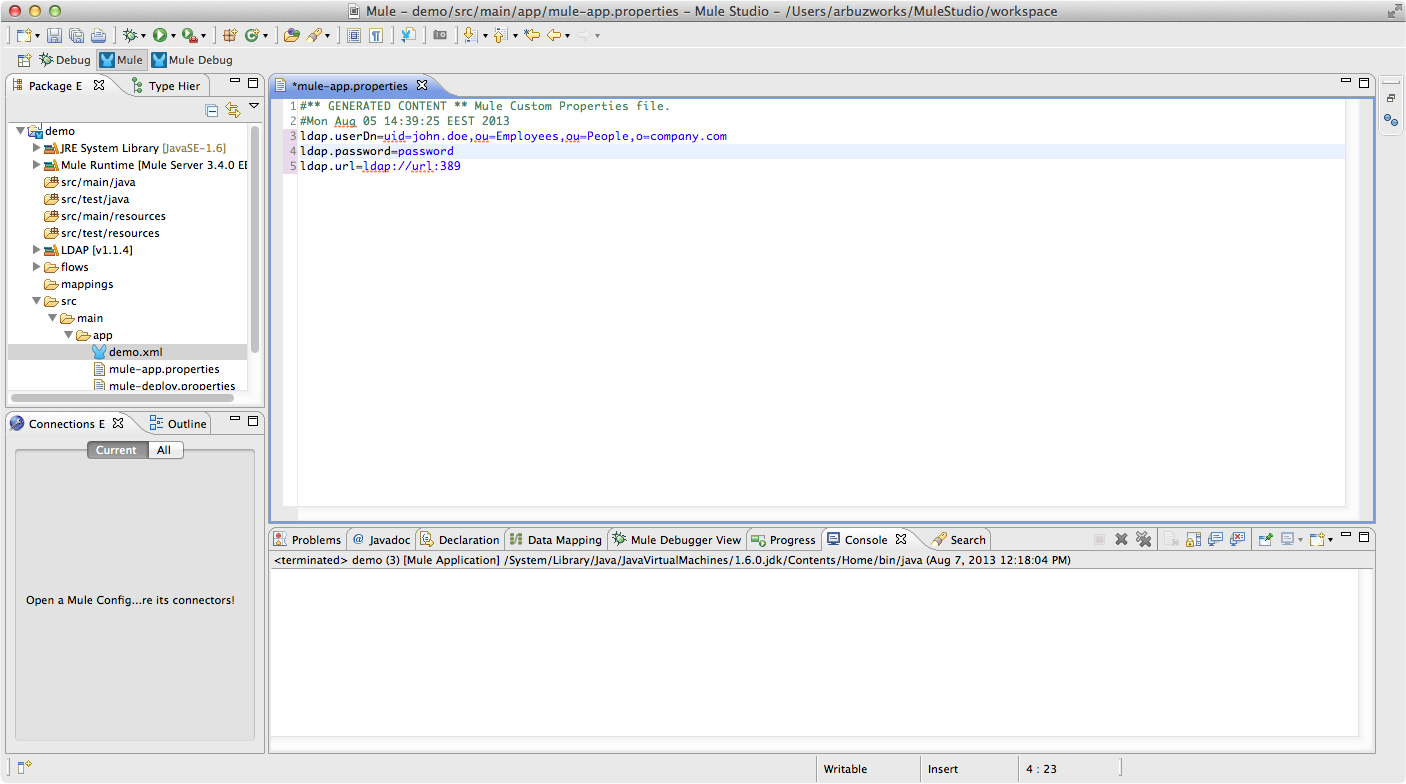 Mule – demo/src/main/app/mule-app.properties – Mule Studio – /Users/arbuzworks/MuleStudio/workspace
Debug Mule Mule Debug
Package E Type Hier
demo
JRE System Library [JavaSE-1.6]
Mule Runtime [Mule Server 3.4.0 EE
src/main/java
src/test/java
src/main/resources
src/test/resources
LDAP [v1.1.4]
flows
mappings
src
main
app
demo.xml
mule-app.properties
mule-deploy.properties
*mule-app.properties
1 #** GENERATED CONTENT ** Mule Custom Properties file.
2 #Mon Aug 05 14:39:25 EEST 2013
3 ldap.userDn=uid=john.doe,ou=Employees,ou=People,o=company.com
4 ldap.password=password
5 ldap.url=ldap://url:389
Connections E Outline
Current All
Open a Mule Config...re its connectors!
Problems Javadoc Declaration Data Mapping Mule Debugger View Progress Console Search
<terminated> demo (3) [Mule Application] /System/Library/Java/JavaVirtualMachines/1.6.0.jdk/Contents/Home/bin/java (Aug 7, 2013 12:18:04 PM)
Writable Insert 4 : 23